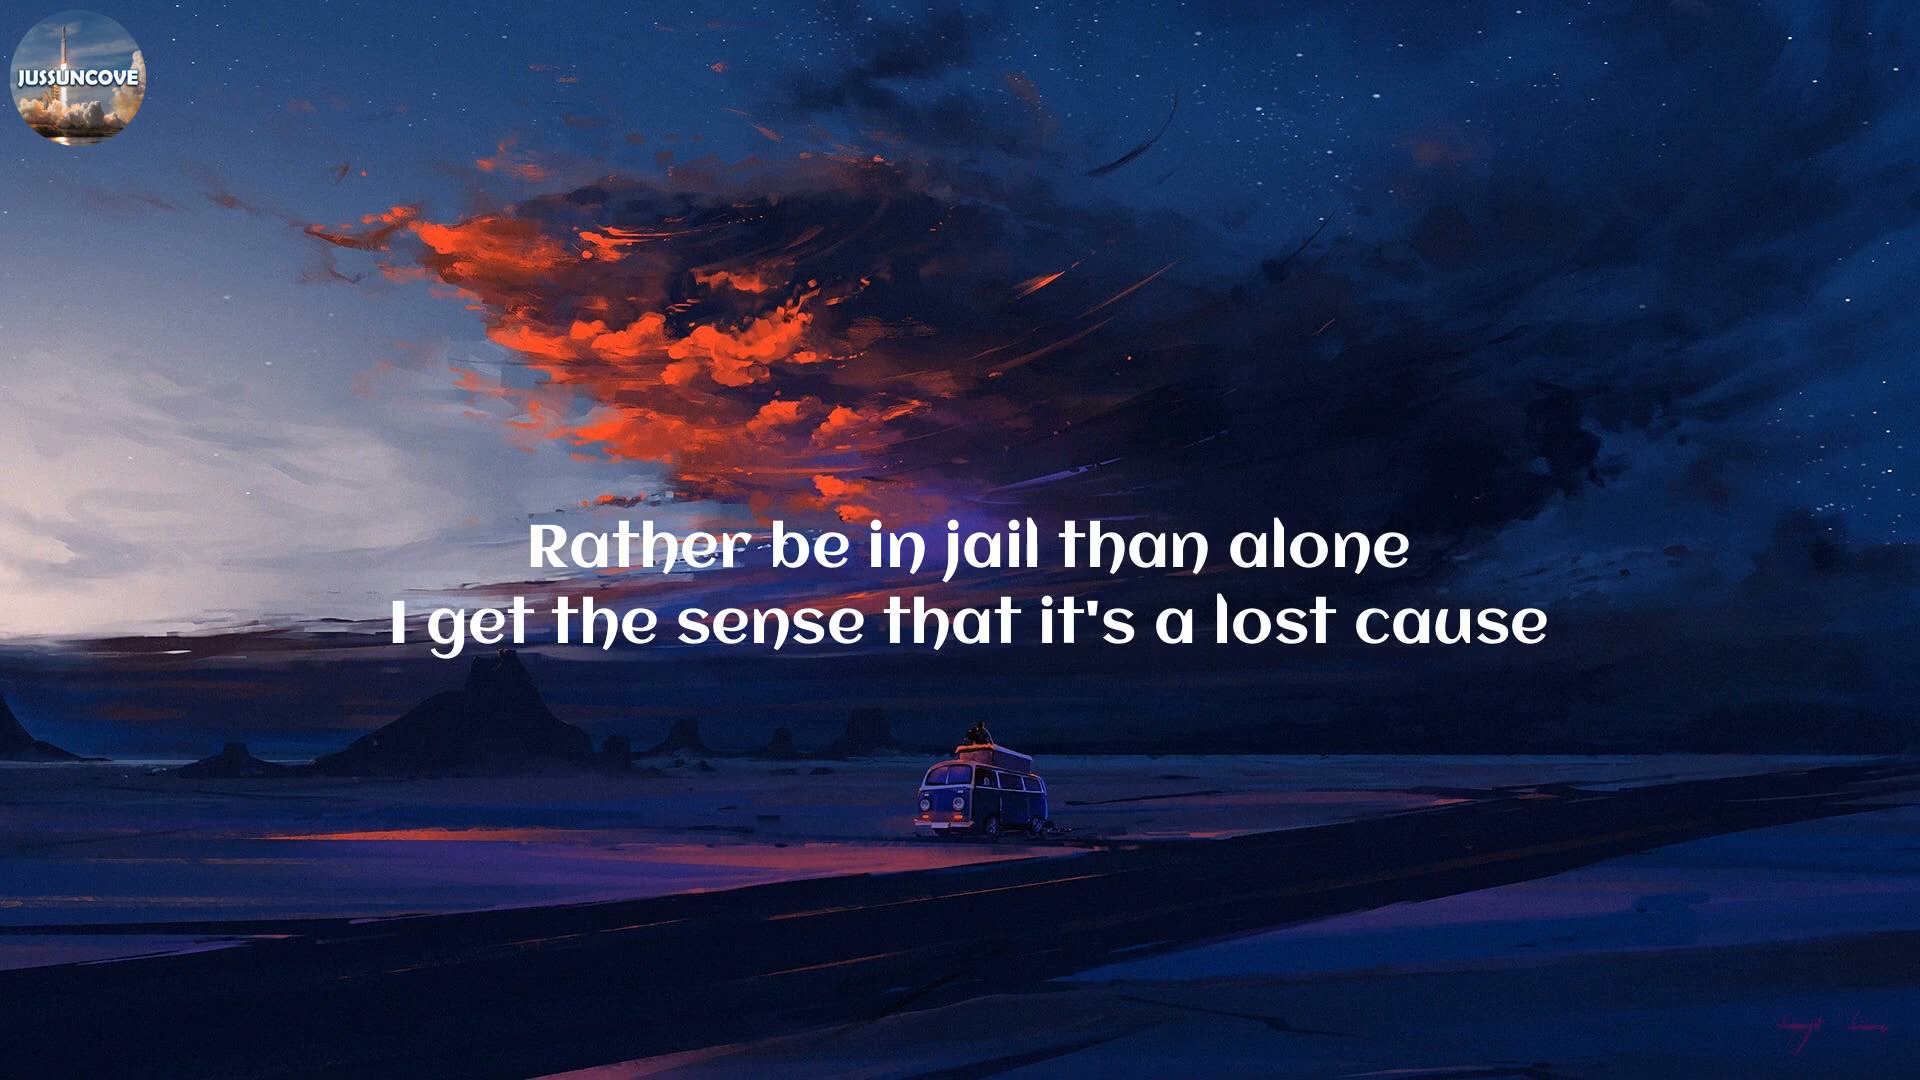 JUSSUNCOVE
Rather be in jail than alone
I get the sense that it's a lost cause